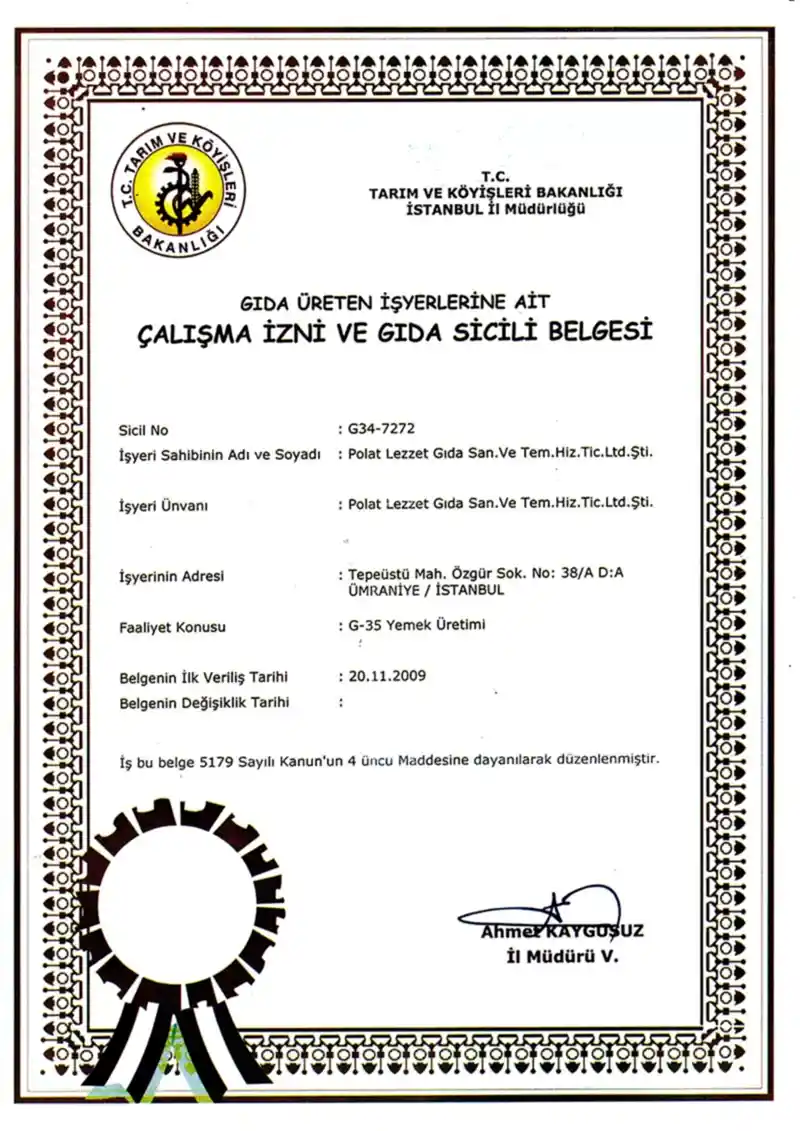 T.C. TARIM VE KÖYİŞLERİ
BAKANLIĞI
T.C.
TARIM VE KÖYİŞLERİ BAKANLIĞI
İSTANBUL İl Müdürlüğü
GIDA ÜRETEN İŞYERLERİNE AİT
ÇALIŞMA İZNİ VE GIDA SİCİLİ BELGESİ
Sicil No : G34-7272
İşyeri Sahibinin Adı ve Soyadı : Polat Lezzet Gıda San.Ve Tem.Hiz.Tic.Ltd.Şti.
İşyeri Ünvanı : Polat Lezzet Gıda San.Ve Tem.Hiz.Tic.Ltd.Şti.
İşyerinin Adresi : Tepeüstü Mah. Özgür Sok. No: 38/A D:A
ÜMRANİYE / İSTANBUL
Faaliyet Konusu : G-35 Yemek Üretimi
Belgenin İlk Veriliş Tarihi : 20.11.2009
Belgenin Değişiklik Tarihi :
İş bu belge 5179 Sayılı Kanun'un 4 üncu Maddesine dayanılarak düzenlenmiştir.
Ahmet KAYGUSUZ
İl Müdürü V.